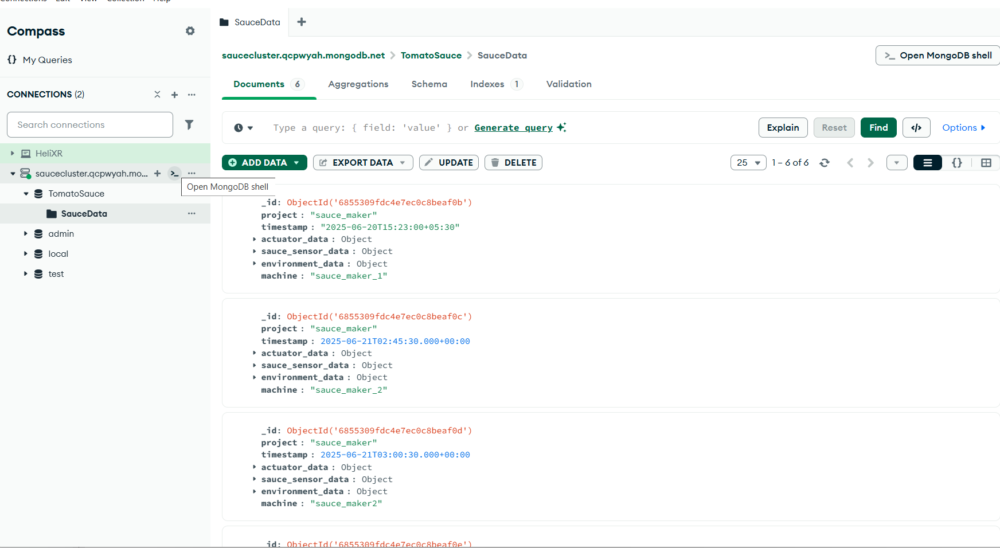 Connections Edit View Collection Help
Compass
{} My Queries
CONNECTIONS (2)
Search connections
HeliXR
saucecluster.qcpwyah.mo...
Open MongoDB shell
TomatoSauce
SauceData
admin
local
test
SauceData
saucecluster.qcpwyah.mongodb.net > TomatoSauce > SauceData
>_ Open MongoDB shell
Documents 6 Aggregations Schema Indexes 1 Validation
Type a query: { field: 'value' } or Generate query
Explain Reset Find </> Options
ADD DATA EXPORT DATA UPDATE DELETE
25 1 – 6 of 6 {}
_id: ObjectId('6855309fdc4e7ec0c8beaf0b')
project : "sauce_maker"
timestamp : "2025-06-20T15:23:00+05:30"
actuator_data : Object
sauce_sensor_data : Object
environment_data : Object
machine : "sauce_maker_1"
_id: ObjectId('6855309fdc4e7ec0c8beaf0c')
project : "sauce_maker"
timestamp : 2025-06-21T02:45:30.000+00:00
actuator_data : Object
sauce_sensor_data : Object
environment_data : Object
machine : "sauce_maker_2"
_id: ObjectId('6855309fdc4e7ec0c8beaf0d')
project : "sauce_maker"
timestamp : 2025-06-21T03:00:30.000+00:00
actuator_data : Object
sauce_sensor_data : Object
environment_data : Object
machine : "sauce_maker2"
_id: ObjectId('6855309fdc4e7ec0c8beaf0e')